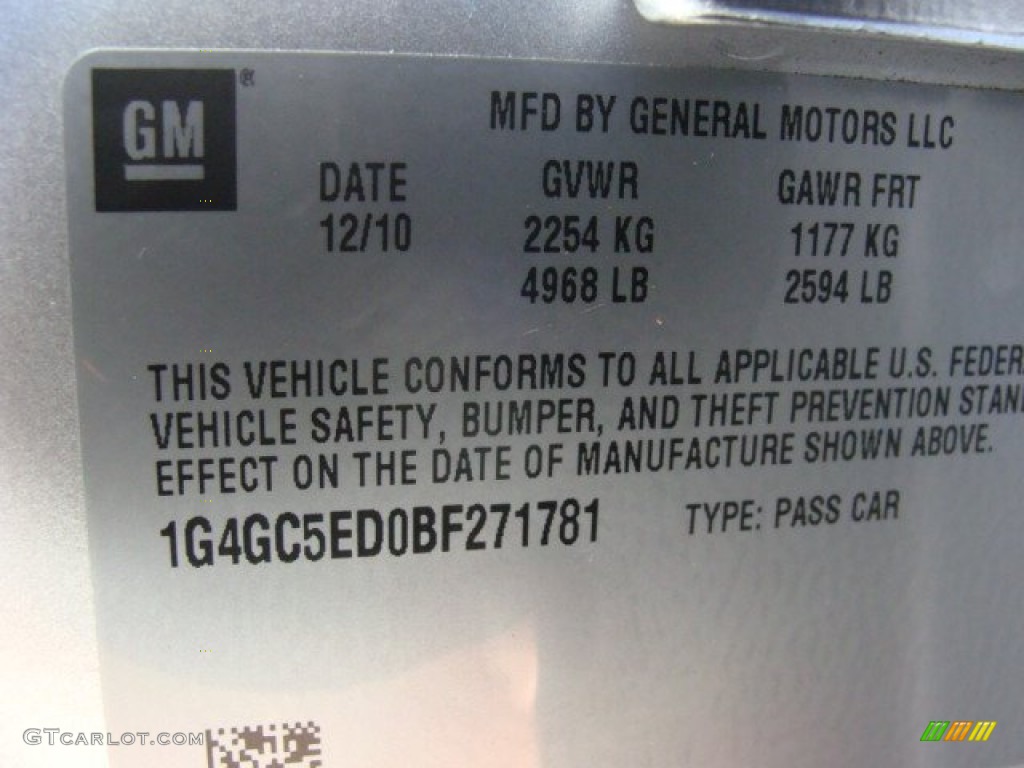 GM®
MFD BY GENERAL MOTORS LLC
DATE GVWR GAWR FRT
12/10 2254 KG 1177 KG
4968 LB 2594 LB
THIS VEHICLE CONFORMS TO ALL APPLICABLE U.S. FEDERA
VEHICLE SAFETY, BUMPER, AND THEFT PREVENTION STAN
EFFECT ON THE DATE OF MANUFACTURE SHOWN ABOVE.
1G4GC5ED0BF271781 TYPE: PASS CAR
GTcarlot.com